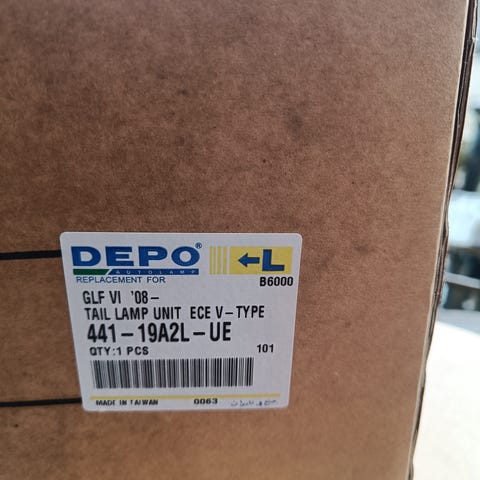 DEPO® ←L
AUTOLAMP
REPLACEMENT FOR B6000
GLF VI '08-
TAIL LAMP UNIT ECE V-TYPE
441-19A2L-UE
QTY:1 PCS 101
MADE IN TAIWAN 0063